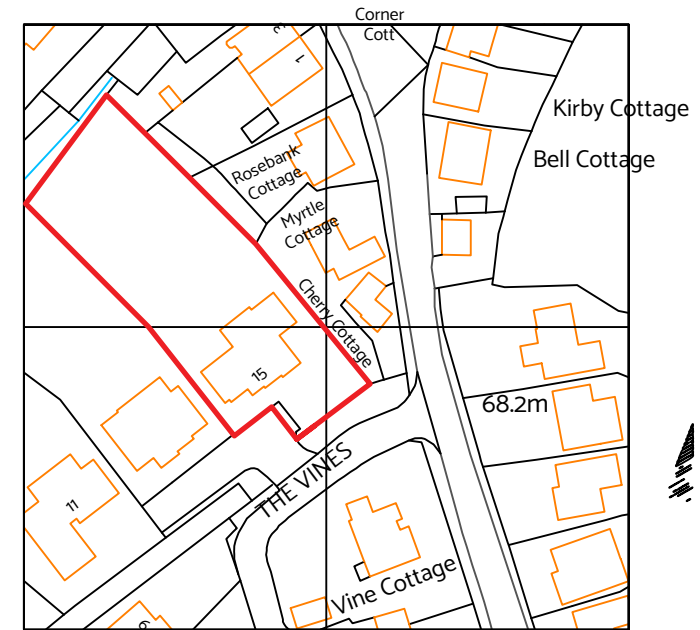 Corner
Cott
Kirby Cottage
Bell Cottage
1
Rosebank
Cottage
Myrtle
Cottage
Cherry Cottage
15
68.2m
THE VINES
11
Vine Cottage